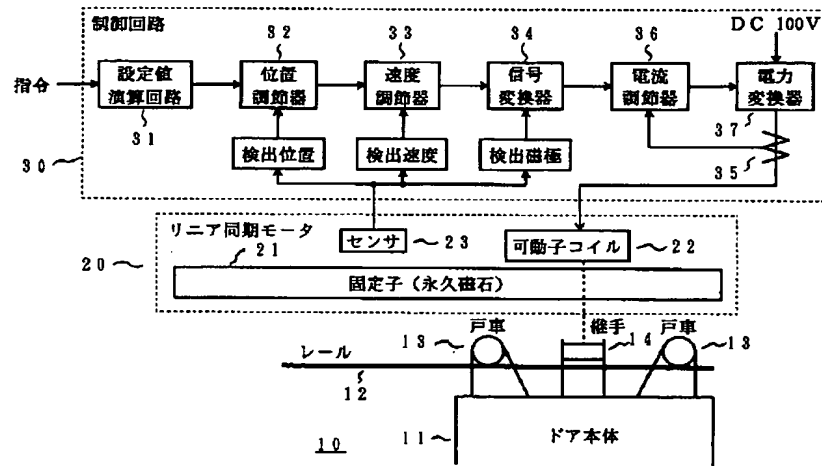 制御回路
DC 100V
32
33
34
36
指令
設定値
演算回路
位置
調節器
速度
調節器
信号
変換器
電流
調節器
電力
変換器
31
37
検出位置
検出速度
検出磁極
35
30
リニア同期モータ
21
センサ
23
可動子コイル
22
20
固定子(永久磁石)
戸車
継手
戸車
13
14
13
レール
12
10
11
ドア本体